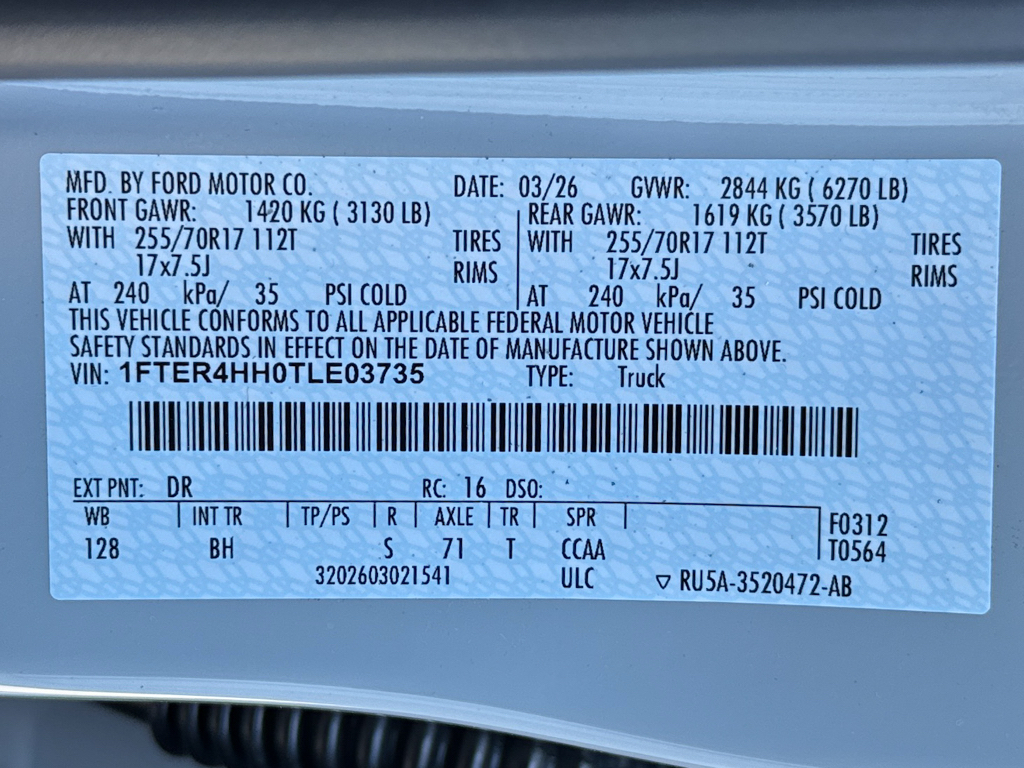 MFD. BY FORD MOTOR CO. DATE: 03/26 GVWR: 2844 KG ( 6270 LB)
FRONT GAWR: 1420 KG ( 3130 LB) REAR GAWR: 1619 KG ( 3570 LB)
WITH 255/70R17 112T TIRES WITH 255/70R17 112T TIRES
17x7.5J RIMS 17x7.5J RIMS
AT 240 kPa/ 35 PSI COLD AT 240 kPa/ 35 PSI COLD
THIS VEHICLE CONFORMS TO ALL APPLICABLE FEDERAL MOTOR VEHICLE
SAFETY STANDARDS IN EFFECT ON THE DATE OF MANUFACTURE SHOWN ABOVE.
VIN: 1FTER4HH0TLE03735 TYPE: Truck
EXT PNT: DR RC: 16 DSO:
WB INT TR TP/PS R AXLE TR SPR F0312
128 BH S 71 T CCAA T0564
3202603021541 ULC ▽ RU5A-3520472-AB